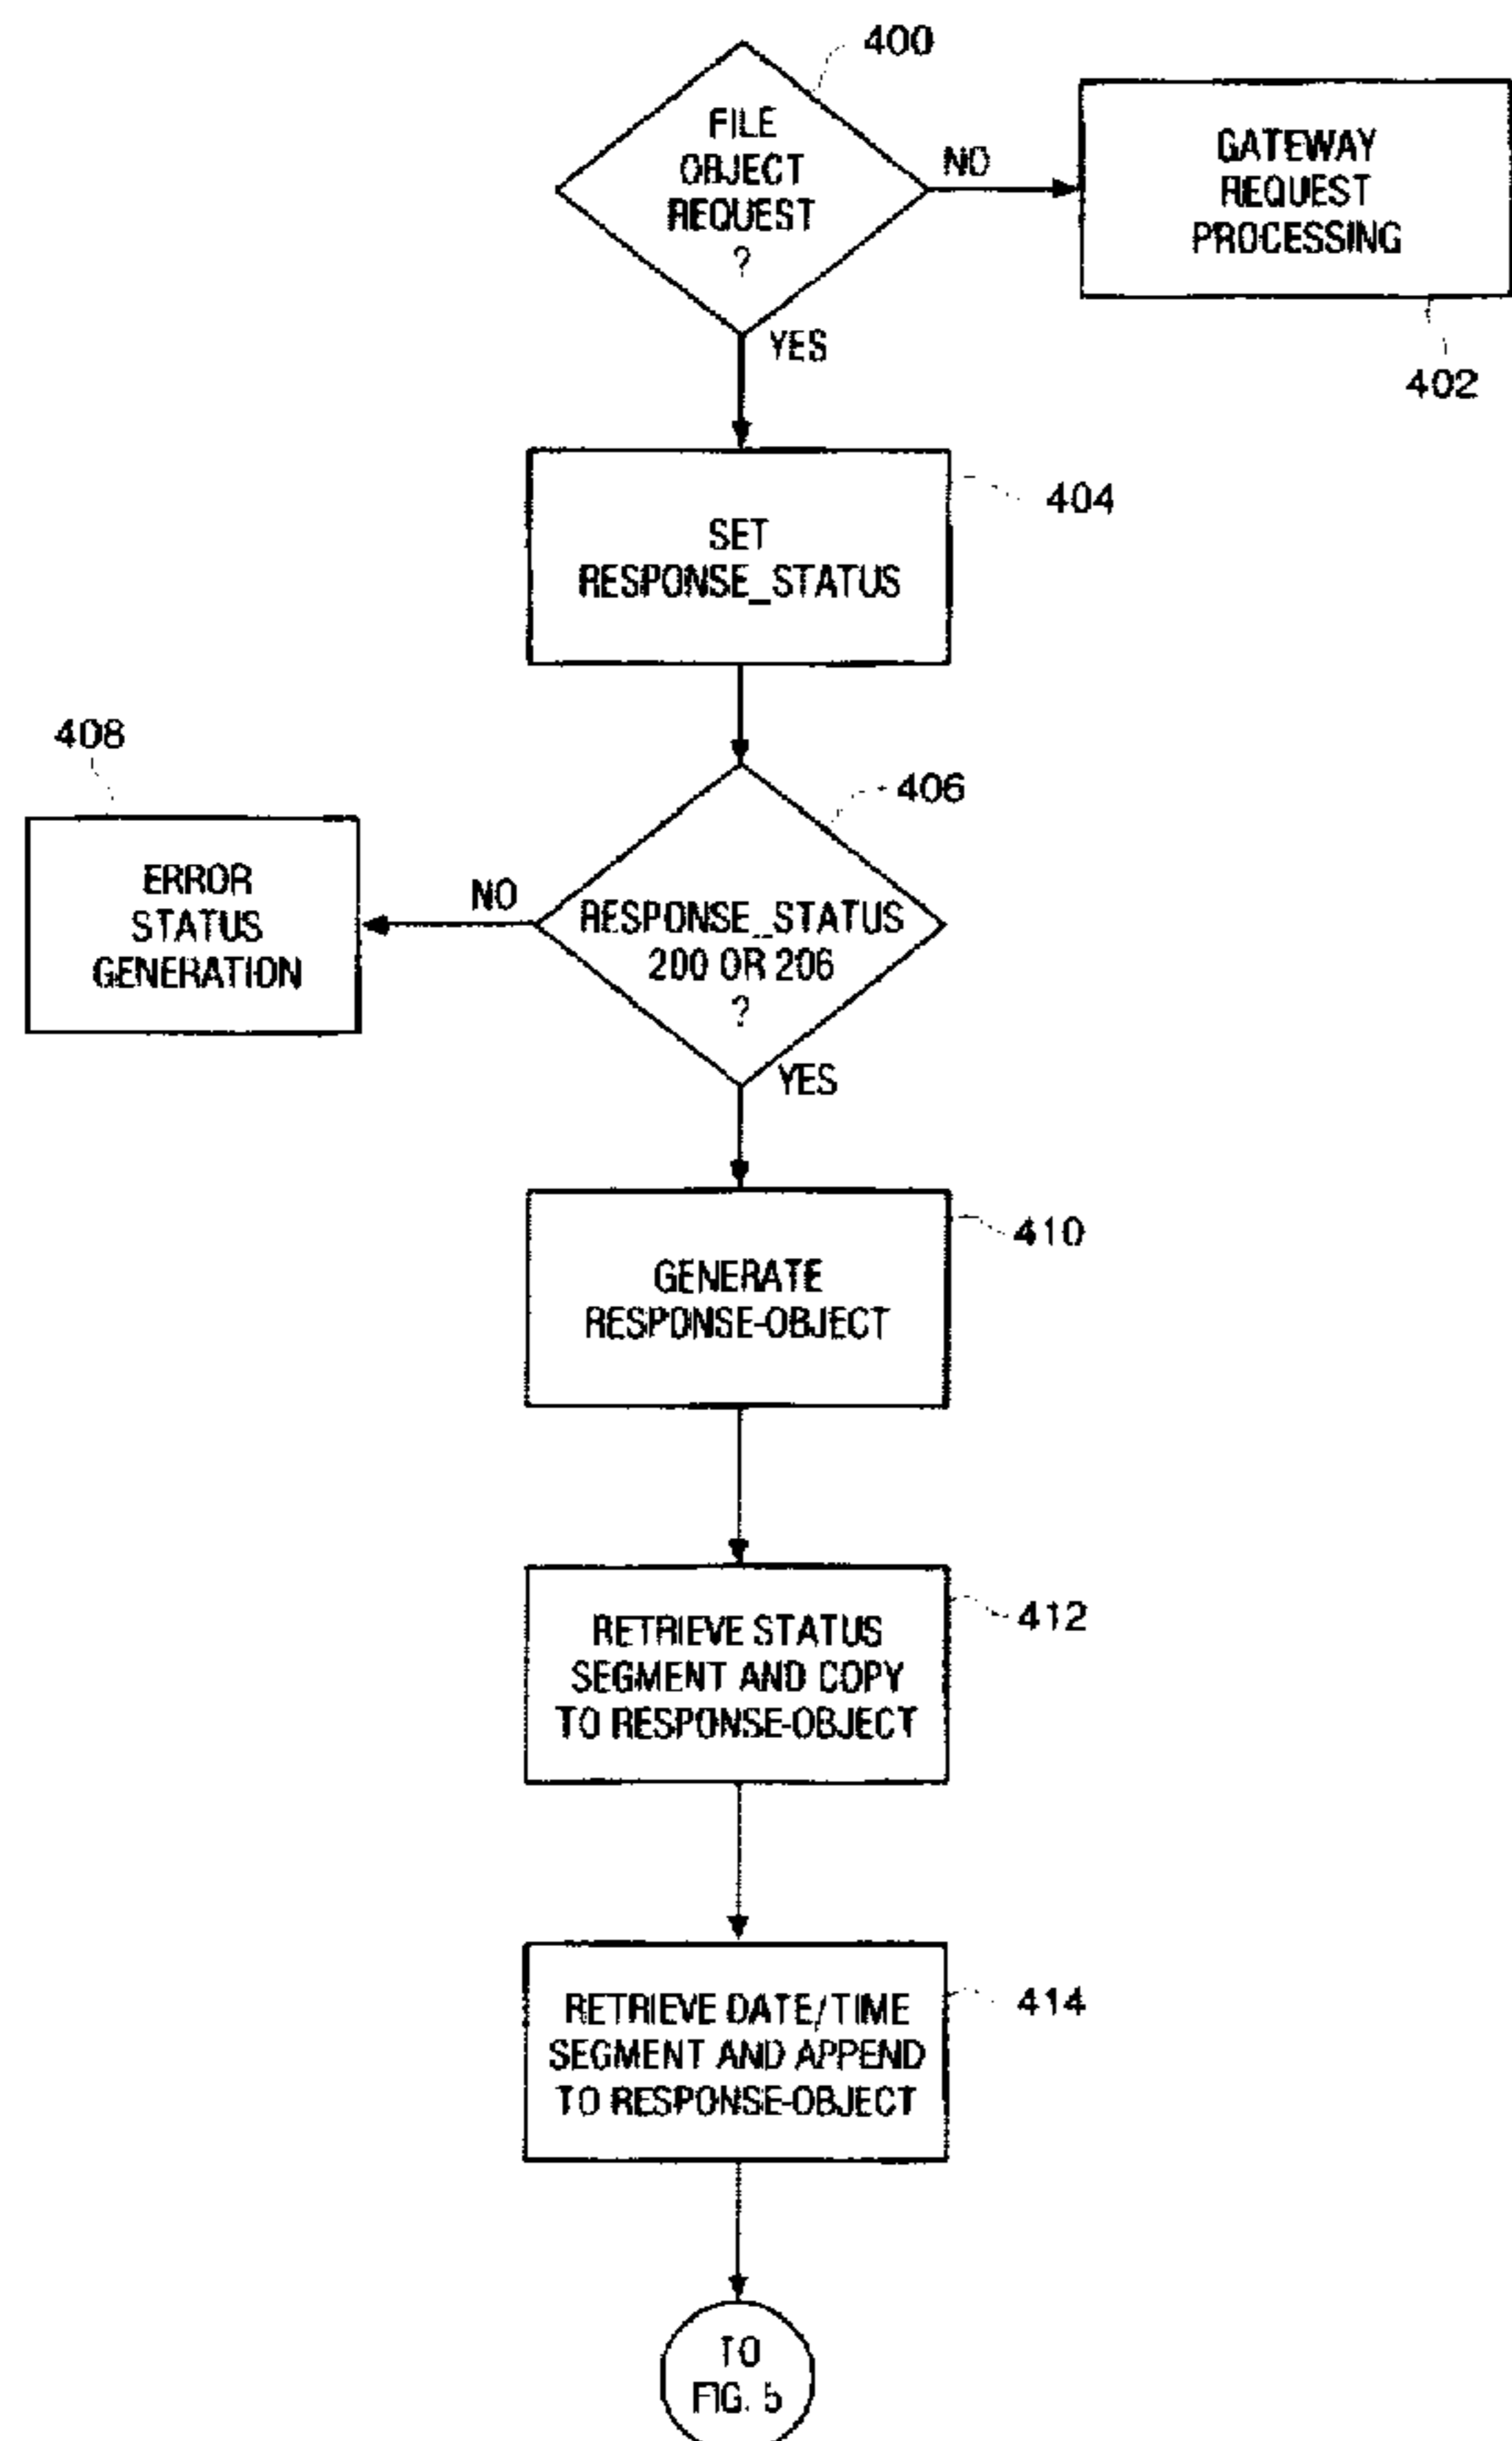 400
FILE
OBJECT
REQUEST
?
NO
GATEWAY
REQUEST
PROCESSING
402
YES
SET
RESPONSE_STATUS
404
408
406
ERROR
STATUS
GENERATION
NO
RESPONSE_STATUS
200 OR 206
?
YES
GENERATE
RESPONSE-OBJECT
410
RETRIEVE STATUS
SEGMENT AND COPY
TO RESPONSE-OBJECT
412
RETRIEVE DATE/TIME
SEGMENT AND APPEND
TO RESPONSE-OBJECT
414
TO
FIG. 5